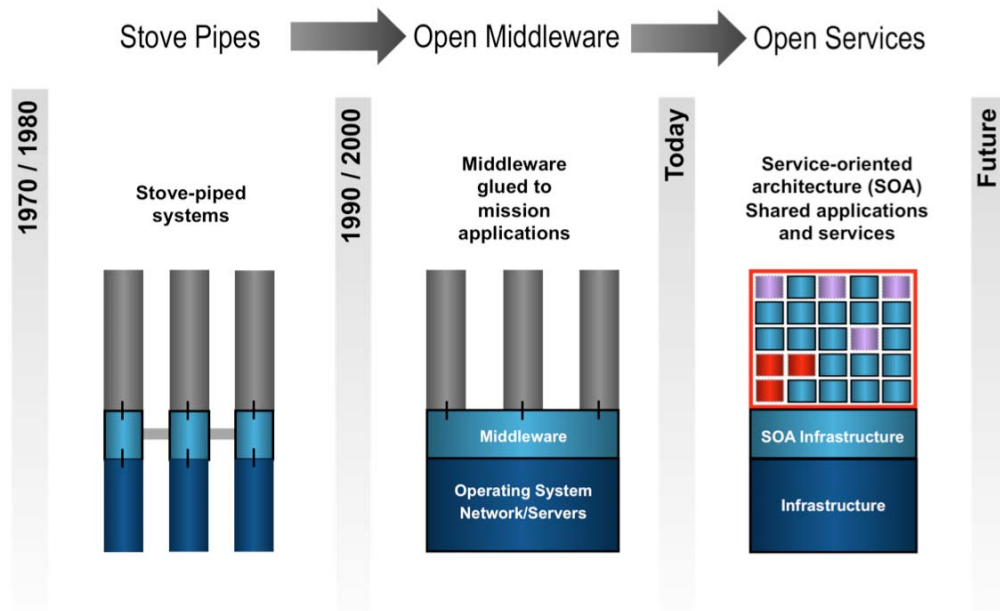 Stove Pipes
Open Middleware
Open Services
1970 / 1980
Stove-piped
systems
1990 / 2000
Middleware
glued to
mission
applications
Middleware
Operating System
Network/Servers
Today
Service-oriented
architecture (SOA)
Shared applications
and services
SOA Infrastructure
Infrastructure
Future